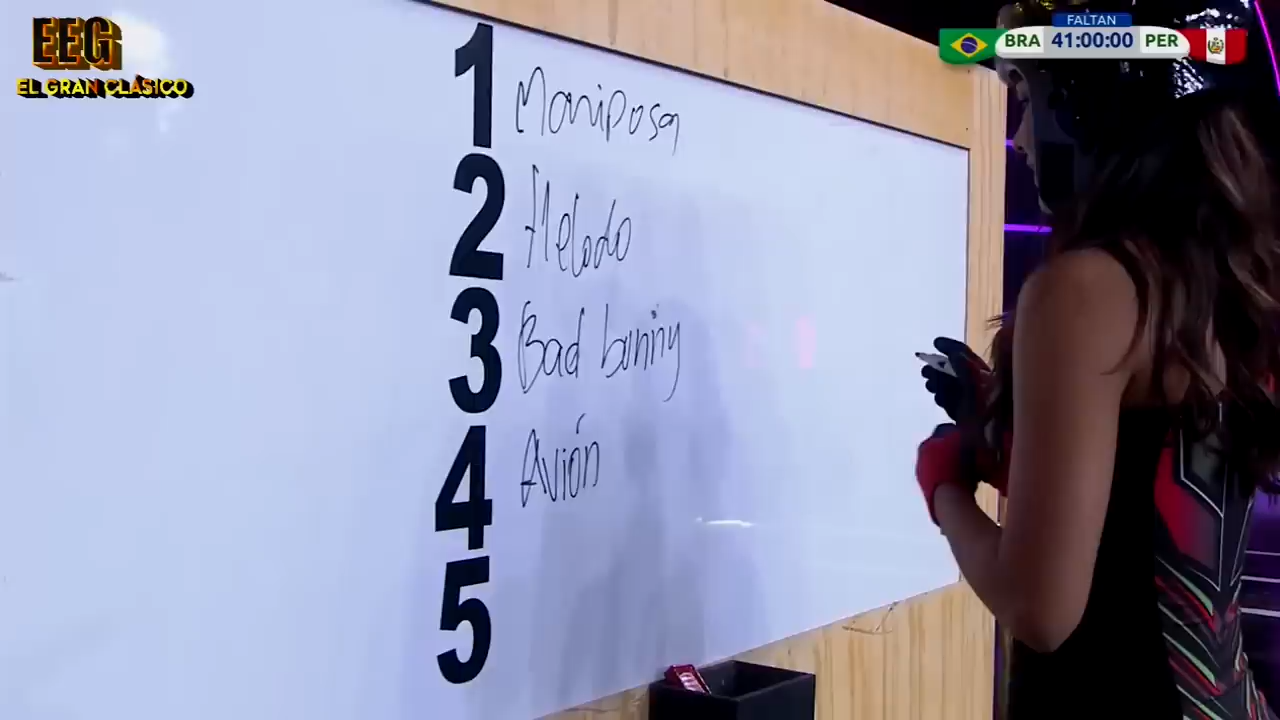 EEG
EL GRAN CLÁSICO
FALTAN
BRA 41:00:00 PER
1 Mariposa
2 Helado
3 Bad bunny
4 Avión
5